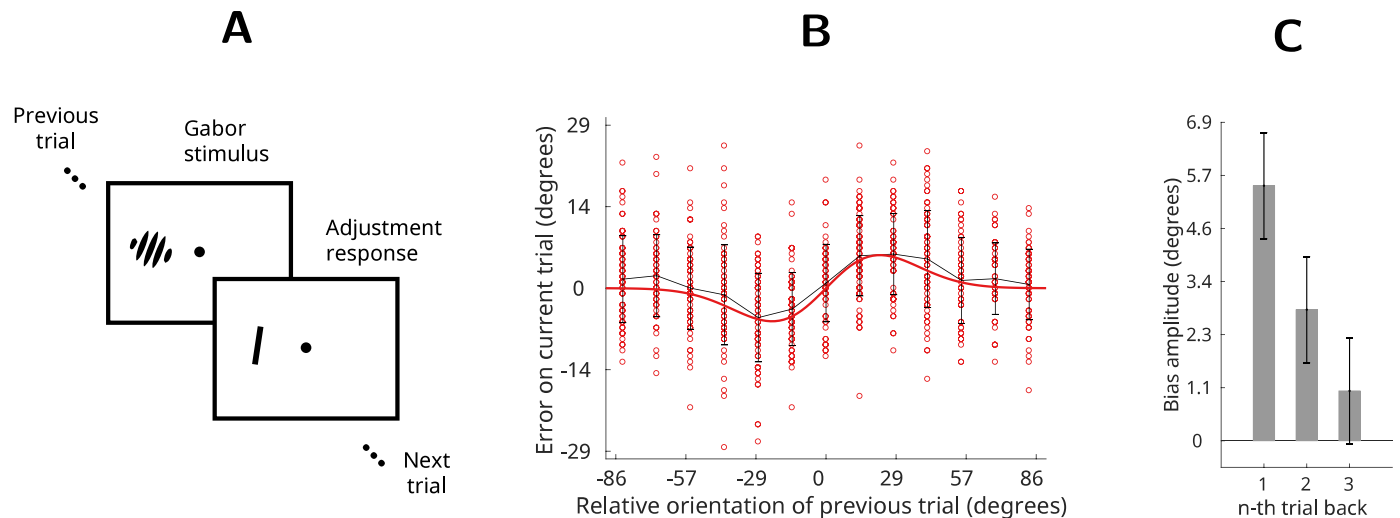 A
Previous
trial
Gabor
stimulus
Adjustment
response
Next
trial
B
Error on current trial (degrees)
29
14
0
-14
-29
-86 -57 -29 0 29 57 86
Relative orientation of previous trial (degrees)
C
Bias amplitude (degrees)
6.9
5.7
4.6
3.4
2.3
1.1
0
1 2 3
n-th trial back